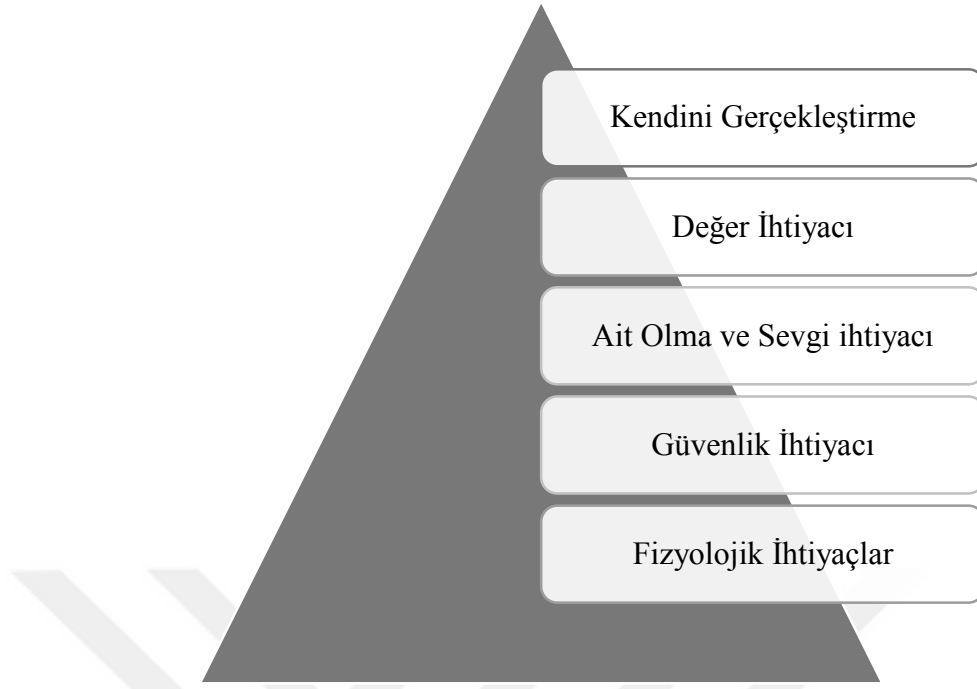 Kendini Gerçekleştirme
Değer İhtiyacı
Ait Olma ve Sevgi ihtiyacı
Güvenlik İhtiyacı
Fizyolojik İhtiyaçlar